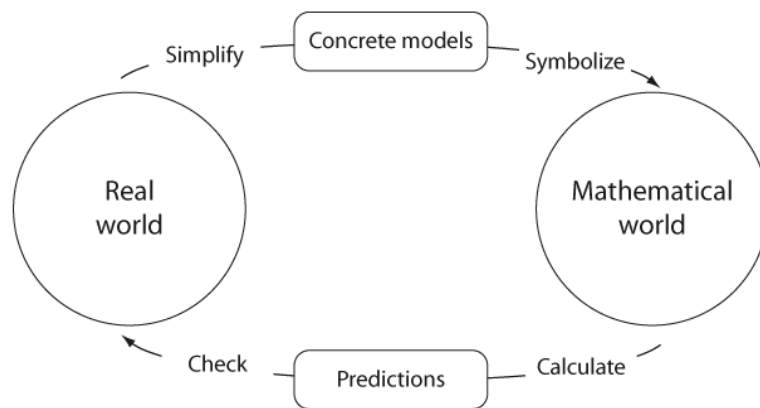 Concrete models
Simplify
Symbolize
Real
world
Mathematical
world
Check
Predictions
Calculate